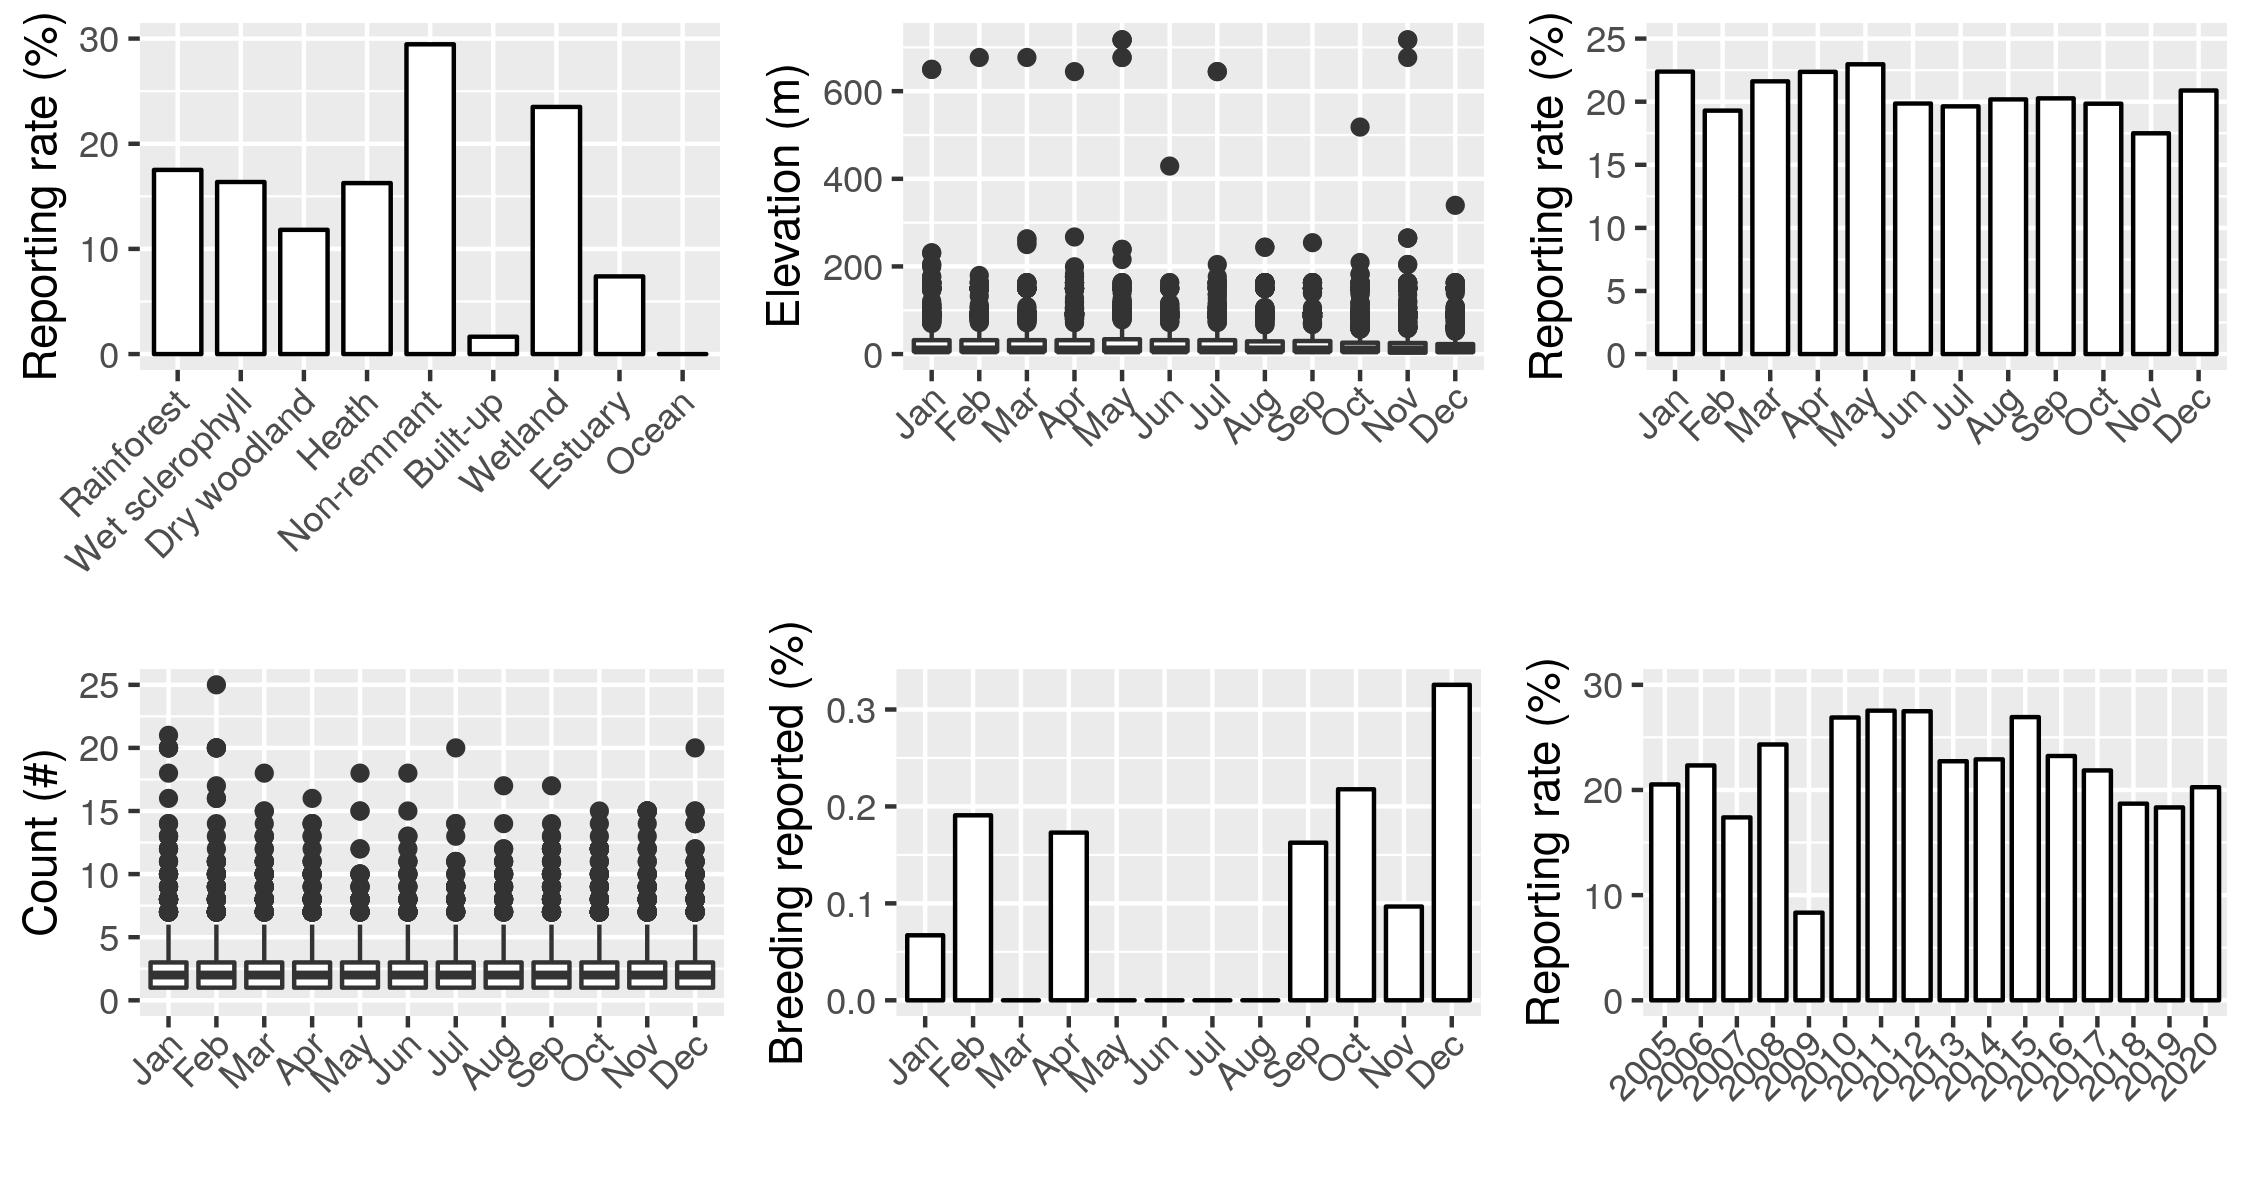 Reporting rate (%)
30
20
10
0
Rainforest
Wet sclerophyll
Dry woodland
Heath
Non-remnant
Built-up
Wetland
Estuary
Ocean
Elevation (m)
600
400
200
0
Jan
Feb
Mar
Apr
May
Jun
Jul
Aug
Sep
Oct
Nov
Dec
Reporting rate (%)
25
20
15
10
5
0
Jan
Feb
Mar
Apr
May
Jun
Jul
Aug
Sep
Oct
Nov
Dec
Count (#)
25
20
15
10
5
0
Jan
Feb
Mar
Apr
May
Jun
Jul
Aug
Sep
Oct
Nov
Dec
Breeding reported (%)
0.3
0.2
0.1
0.0
Jan
Feb
Mar
Apr
May
Jun
Jul
Aug
Sep
Oct
Nov
Dec
Reporting rate (%)
30
20
10
0
2005
2006
2007
2008
2009
2010
2011
2012
2013
2014
2015
2016
2017
2018
2019
2020